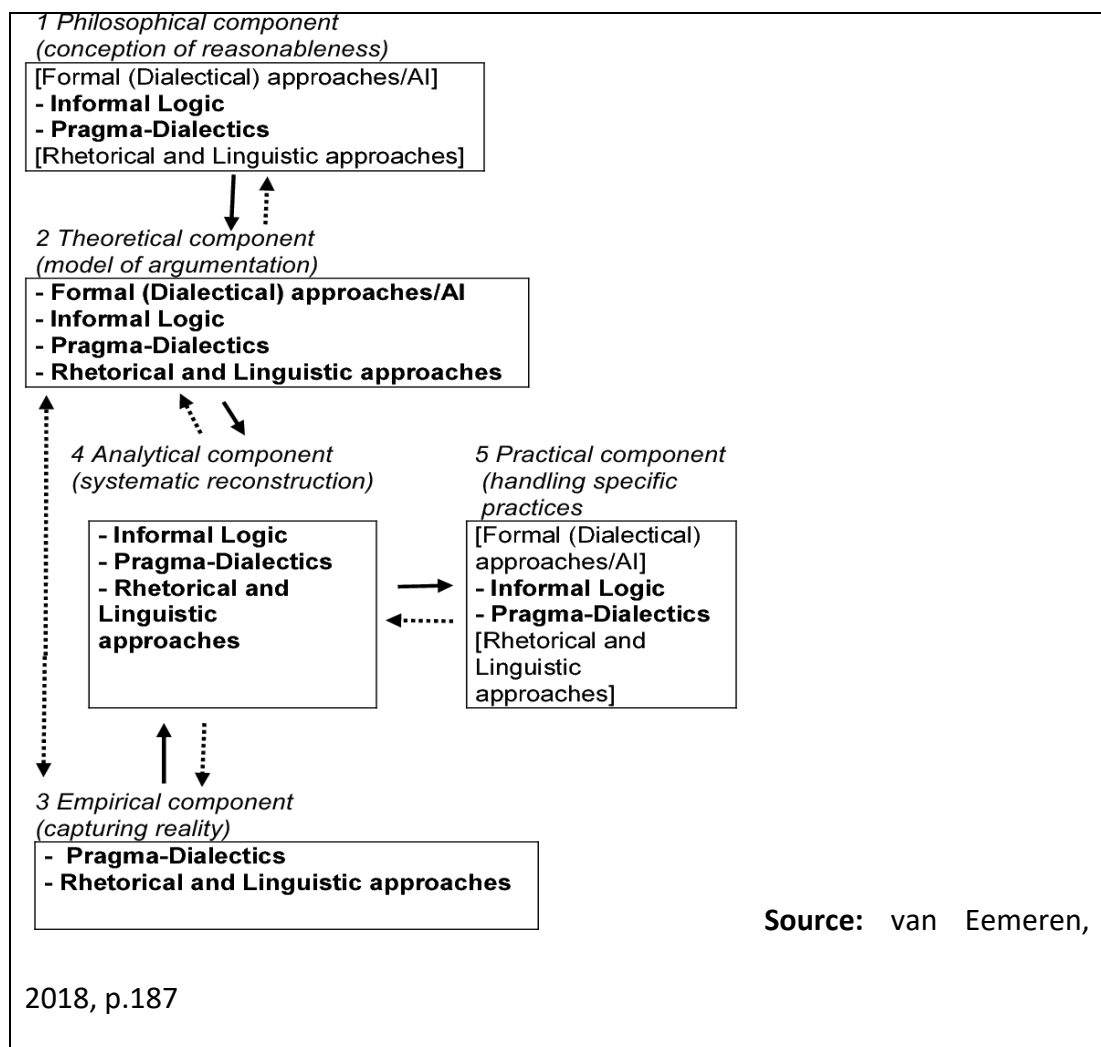 1 Philosophical component
(conception of reasonableness)
[Formal (Dialectical) approaches/AI]
- Informal Logic
- Pragma-Dialectics
[Rhetorical and Linguistic approaches]
2 Theoretical component
(model of argumentation)
- Formal (Dialectical) approaches/AI
- Informal Logic
- Pragma-Dialectics
- Rhetorical and Linguistic approaches
4 Analytical component
(systematic reconstruction)
- Informal Logic
- Pragma-Dialectics
- Rhetorical and
Linguistic
approaches
5 Practical component
(handling specific
practices
[Formal (Dialectical)
approaches/AI]
- Informal Logic
- Pragma-Dialectics
[Rhetorical and
Linguistic
approaches]
3 Empirical component
(capturing reality)
- Pragma-Dialectics
- Rhetorical and Linguistic approaches
Source: van Eemeren,
2018, p.187